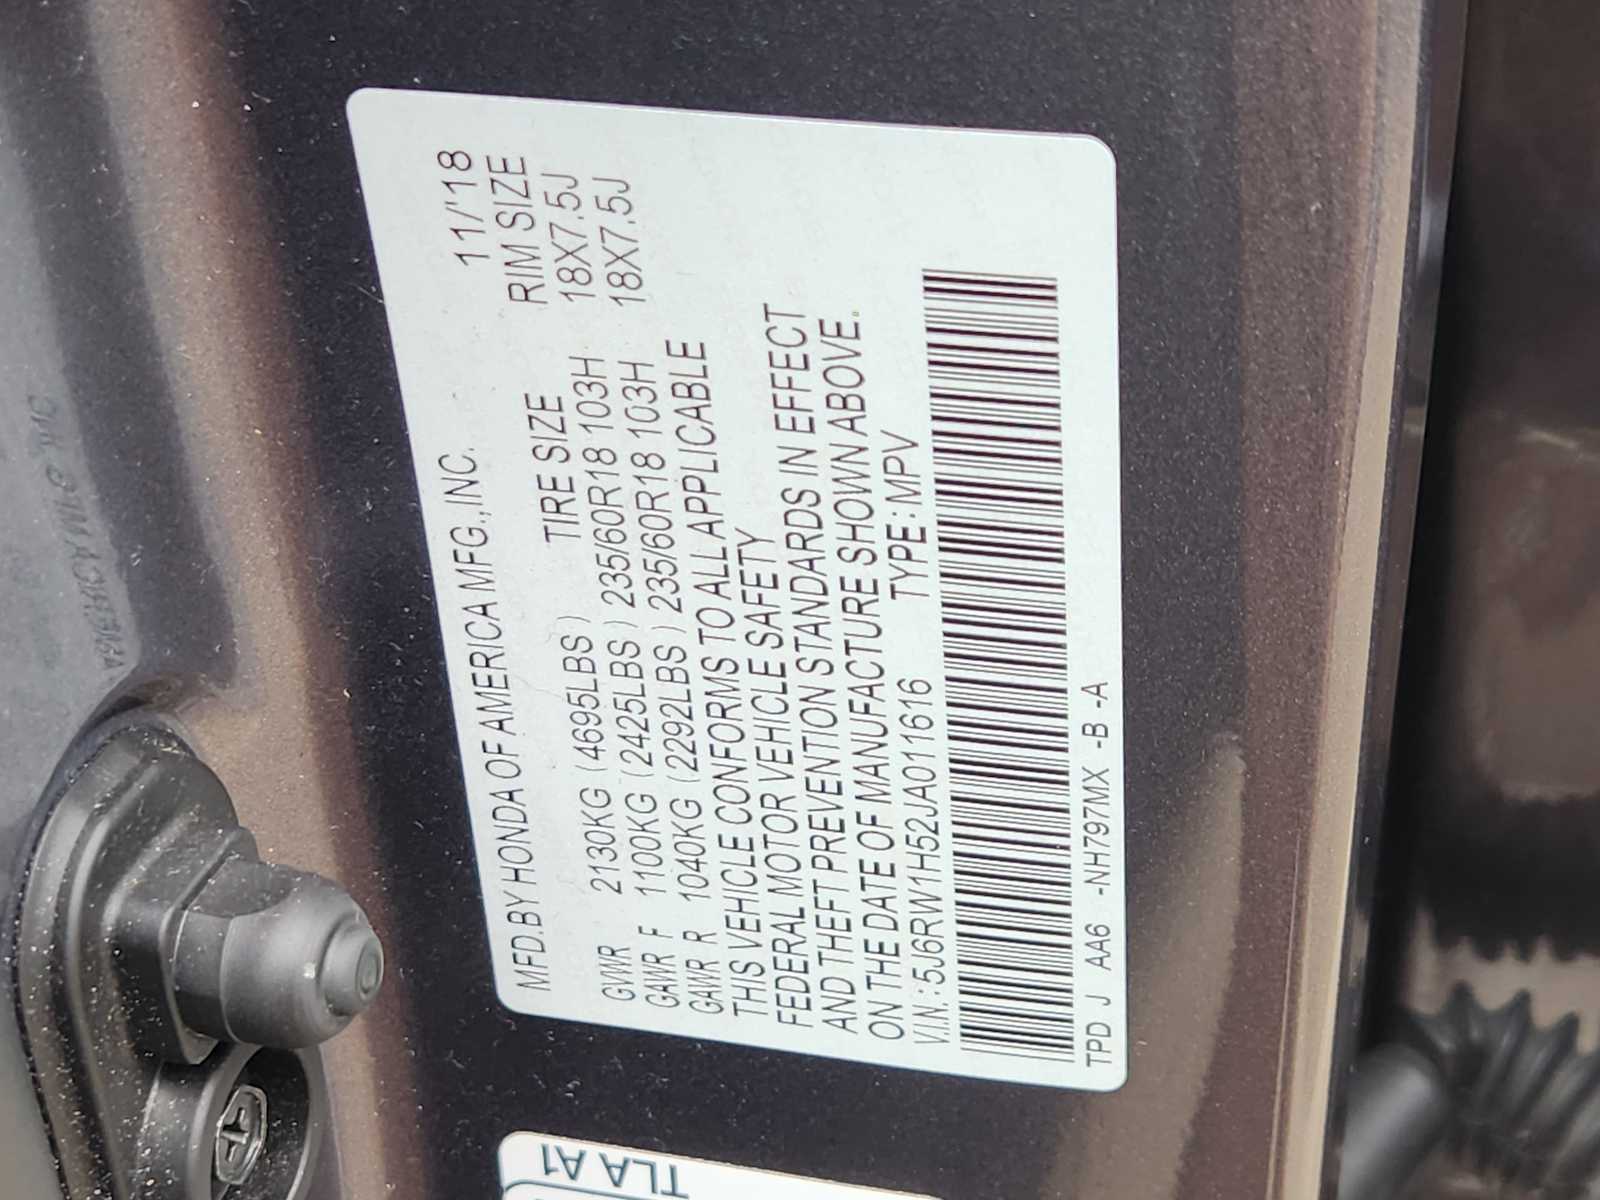 MFD.BY HONDA OF AMERICA MFG.,INC. 11/'18
TIRE SIZE RIM SIZE
GVWR 2130KG (4695LBS)
GAWR F 1100KG (2425LBS) 235/60R18 103H 18X7.5J
GAWR R 1040KG (2292LBS) 235/60R18 103H 18X7.5J
THIS VEHICLE CONFORMS TO ALL APPLICABLE
FEDERAL MOTOR VEHICLE SAFETY
AND THEFT PREVENTION STANDARDS IN EFFECT
ON THE DATE OF MANUFACTURE SHOWN ABOVE.
V.I.N.:5J6RW1H52JA011616 TYPE:MPV
TPD J AA6 -NH797MX -B -A
TLA A1